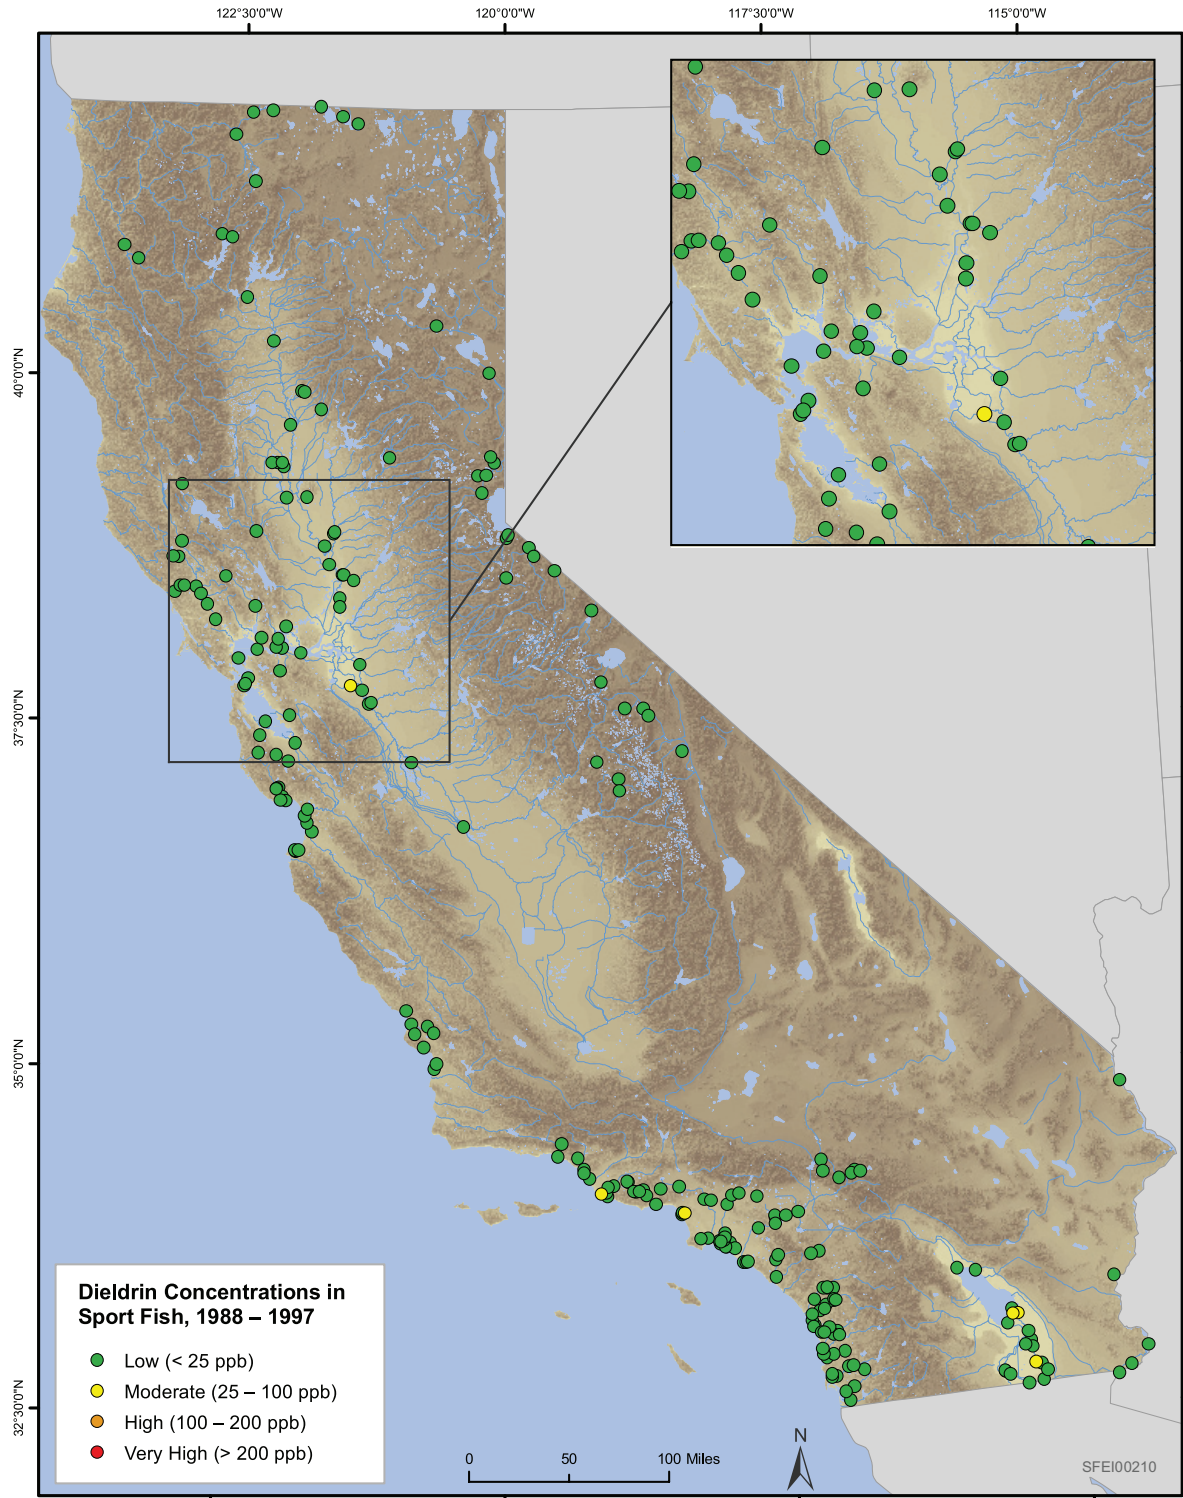 122°30'0"W 120°0'0"W 117°30'0"W 115°0'0"W
40°0'0"N
37°30'0"N
35°0'0"N
32°30'0"N
Dieldrin Concentrations in
Sport Fish, 1988 – 1997
Low (< 25 ppb)
Moderate (25 – 100 ppb)
High (100 – 200 ppb)
Very High (> 200 ppb)
0 50 100 Miles
N
SFEI00210